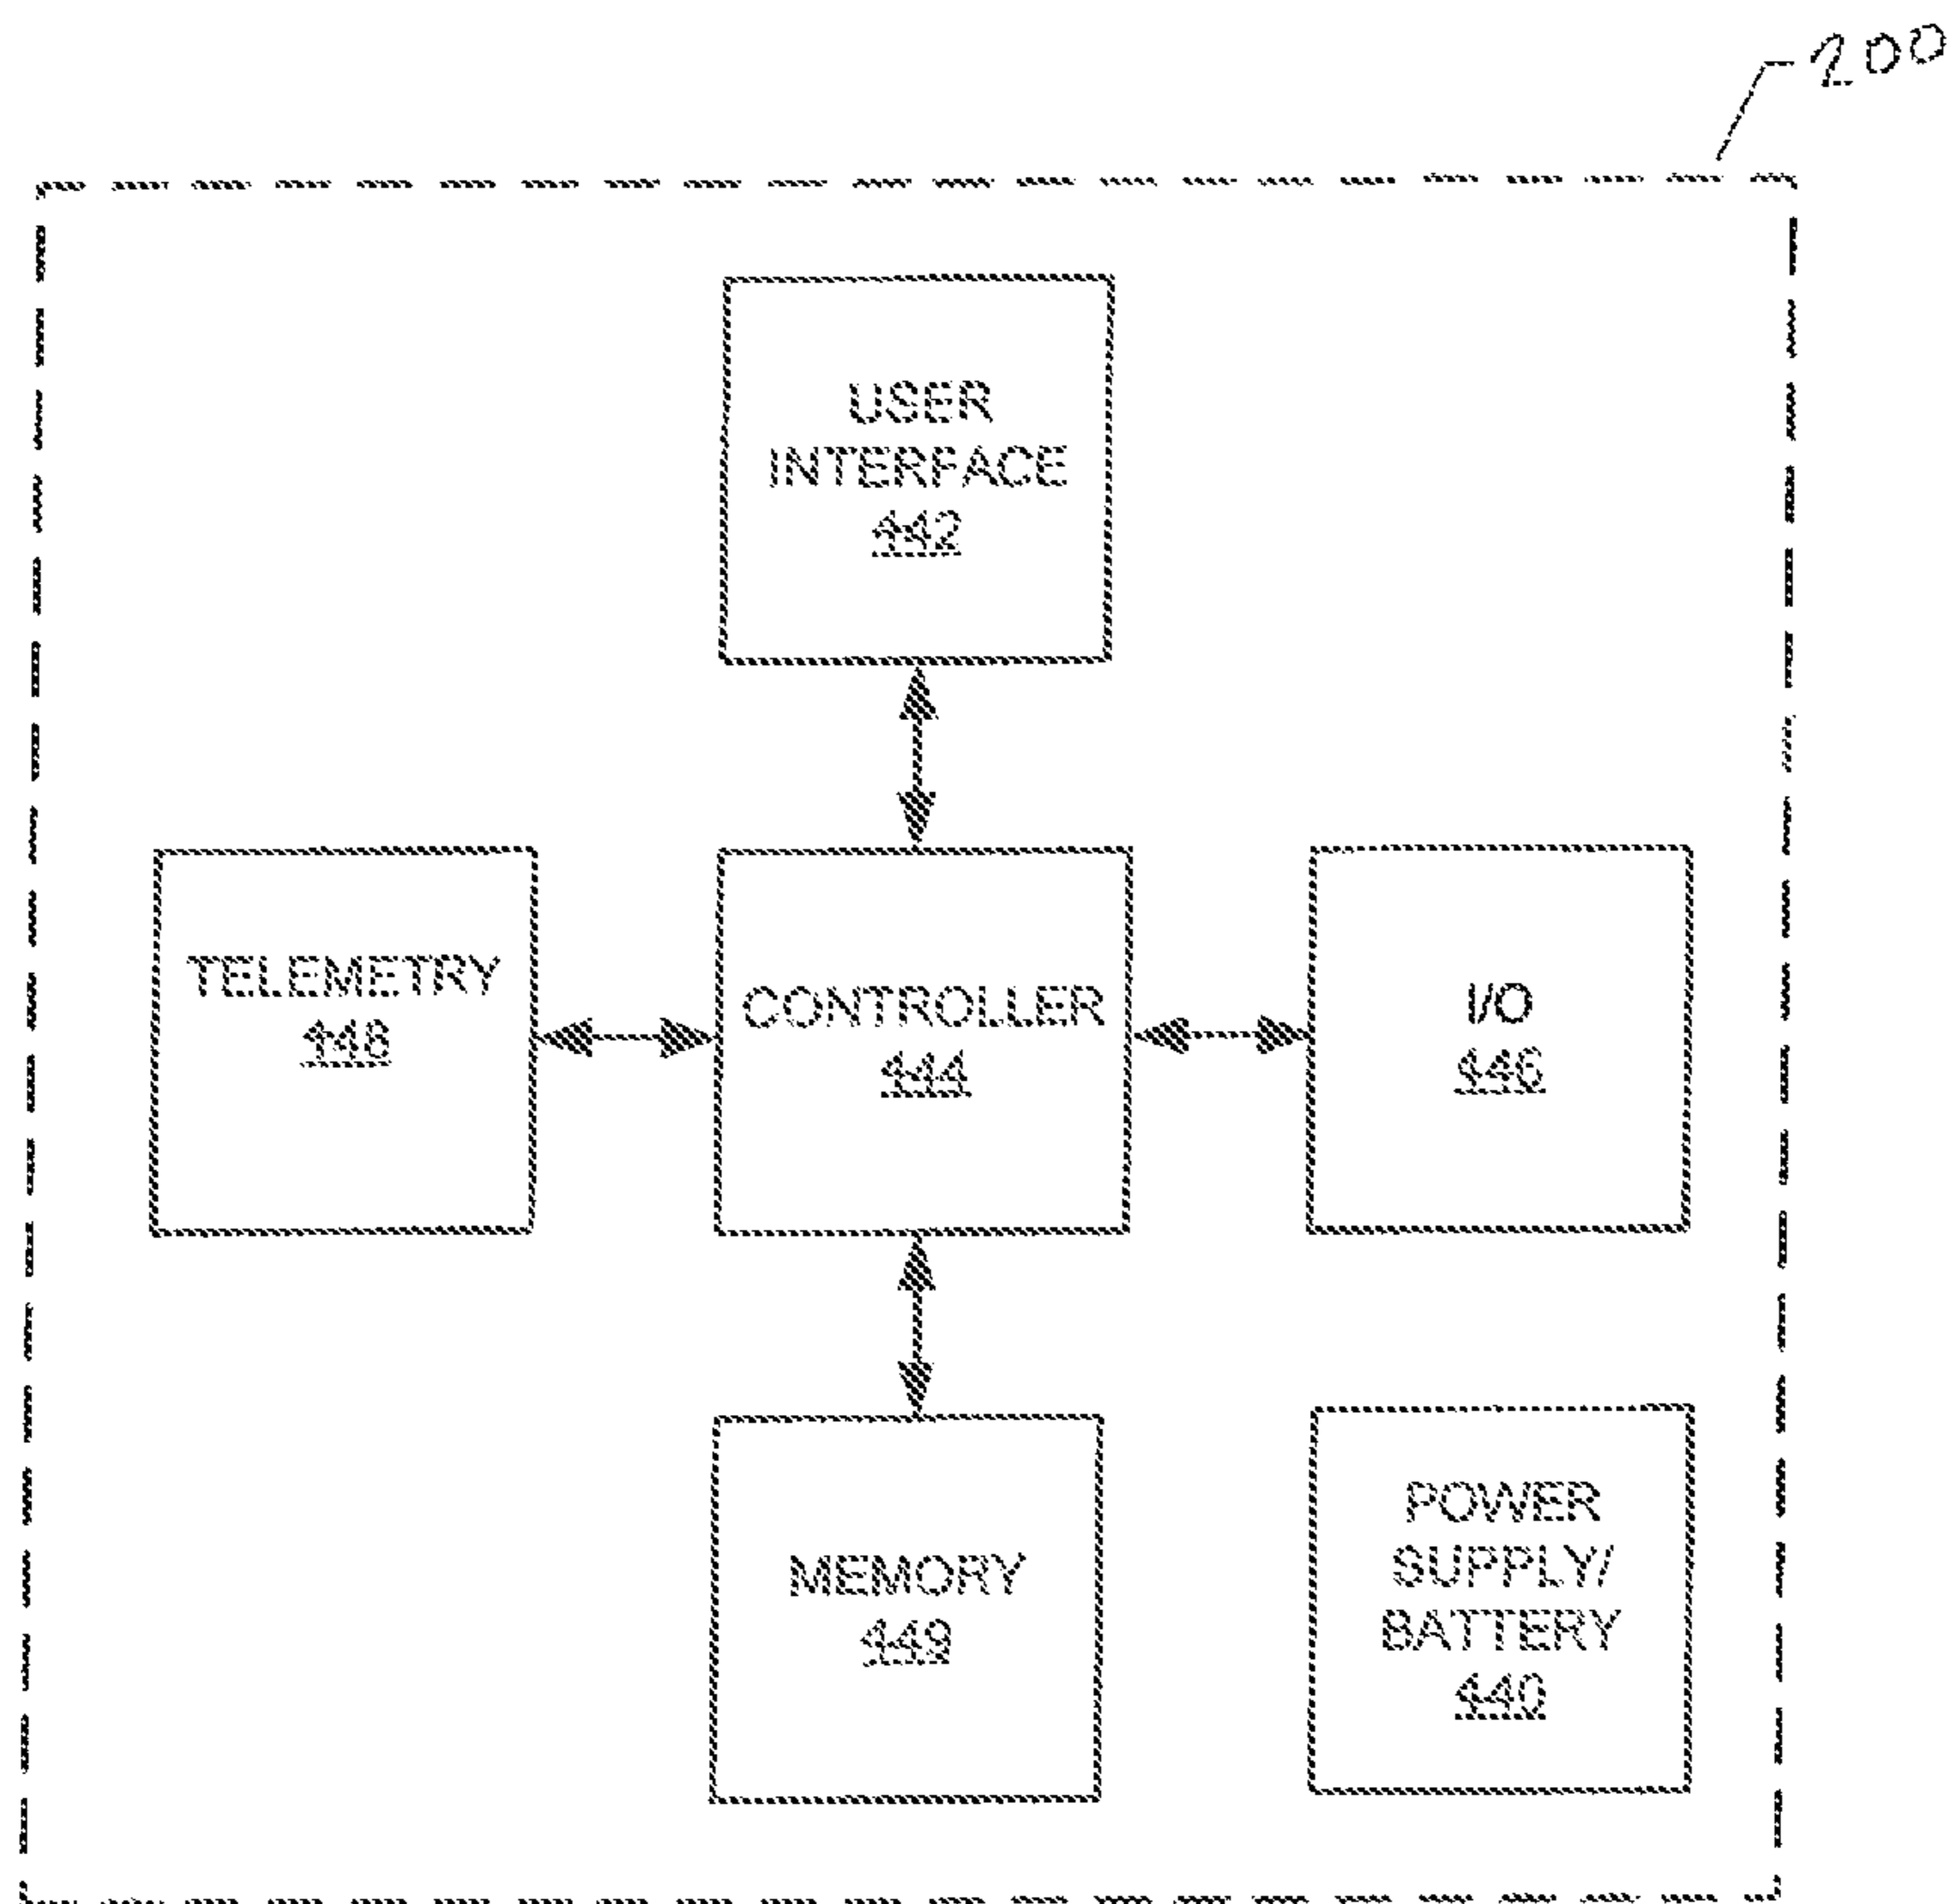 200
USER
INTERFACE
442
TELEMETRY
448
CONTROLLER
444
I/O
446
MEMORY
449
POWER
SUPPLY/
BATTERY
440